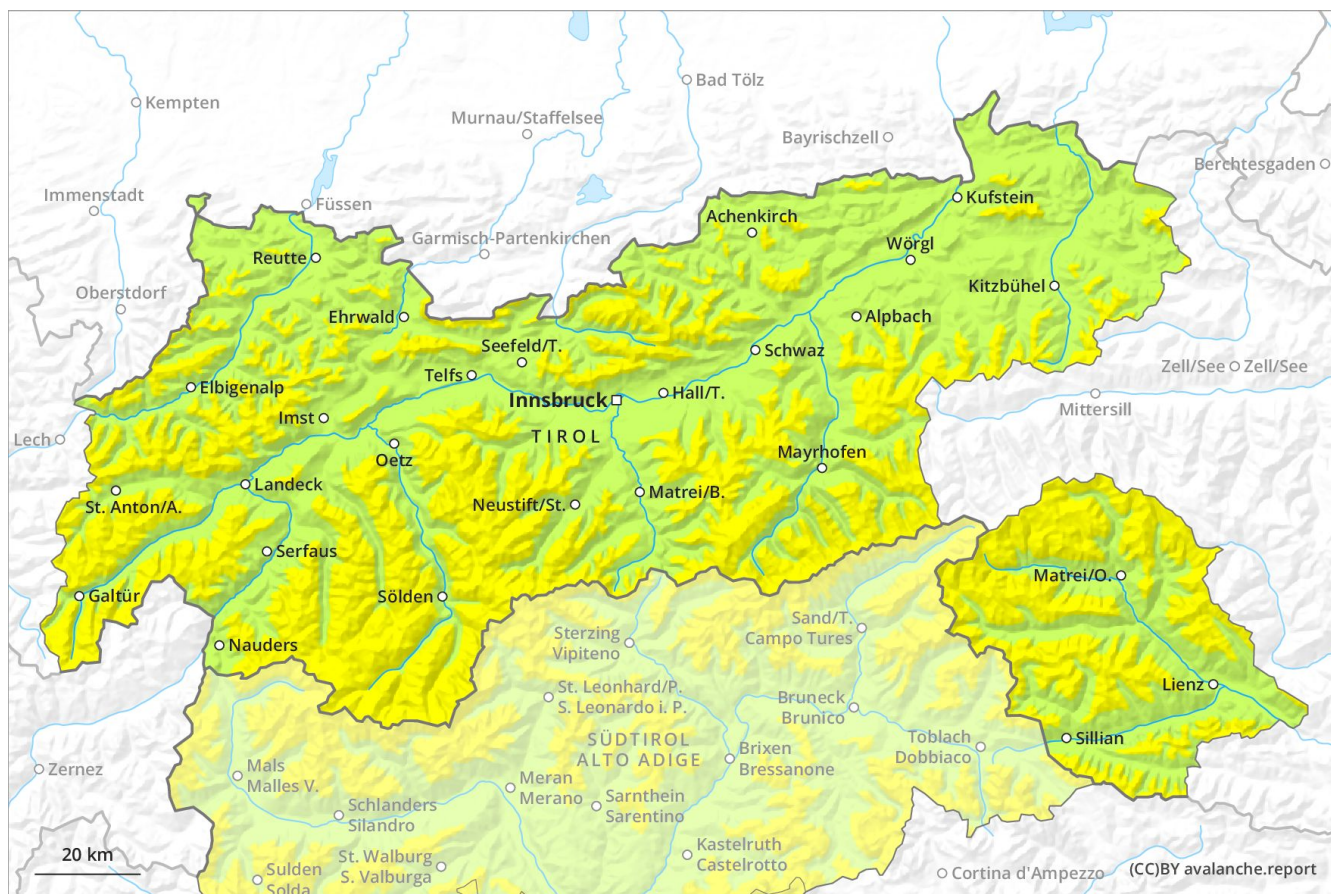 Kempten
Bad Tölz
Murnau/Staffelsee
Bayrischzell
Berchtesgaden
Immenstadt
Füssen
Kufstein
Achenkirch
Garmisch-Partenkirchen
Wörgl
Reutte
Kitzbühel
Oberstdorf
Ehrwald
Alpbach
Seefeld/T.
Schwaz
Zell/See
Zell/See
Telfs
Elbigenalp
Hall/T.
Innsbruck
Mittersill
Imst
Lech
TIROL
Oetz
Mayrhofen
Landeck
Matrei/B.
St. Anton/A.
Neustift/St.
Serfaus
Matrei/O.
Galtür
Sölden
Sand/T.
Campo Tures
Sterzing
Vipiteno
Nauders
Lienz
St. Leonhard/P.
S. Leonardo i. P.
Bruneck
Brunico
Sillian
SÜDTIROL
ALTO ADIGE
Toblach
Dobbiaco
Brixen
Bressanone
Zernez
Mals
Malles V.
Meran
Merano
Sarnthein
Sarentino
Schlanders
Silandro
Kastelruth
Castelrotto
20 km
St. Walburg
S. Valburga
Sulden
Solda
Cortina d'Ampezzo
(CC)BY avalanche.report